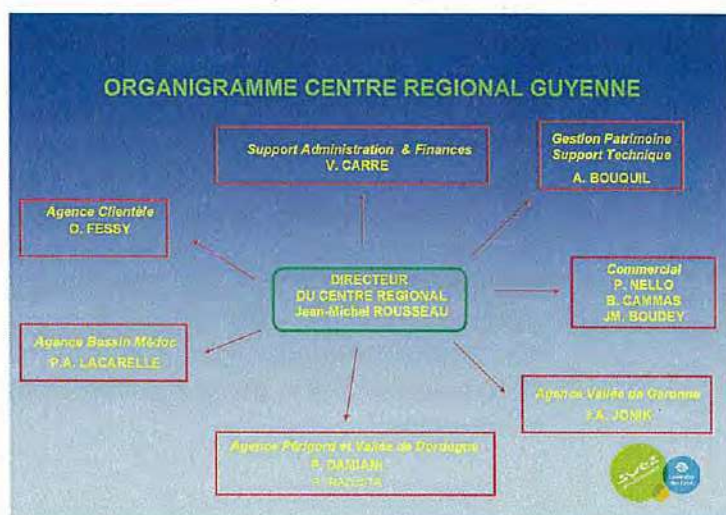 ORGANIGRAMME CENTRE REGIONAL GUYENNE
Support Administration & Finances
V. CARRE
Gestion Patrimoine
Support Technique
A. BOUQUIL
Agence Clientèle
D. FESSY
DIRECTEUR
DU CENTRE REGIONAL
Jean-Michel ROUSSEAU
Commercial
P. NELLO
B. CAMMAS
JM. BOUDEY
Agence Bassin Médoc
P.A. LACARELLE
Agence Vallée de Garonne
JONIK
Agence Périgord et Vallée de Dordogne
DAMIANI
suez